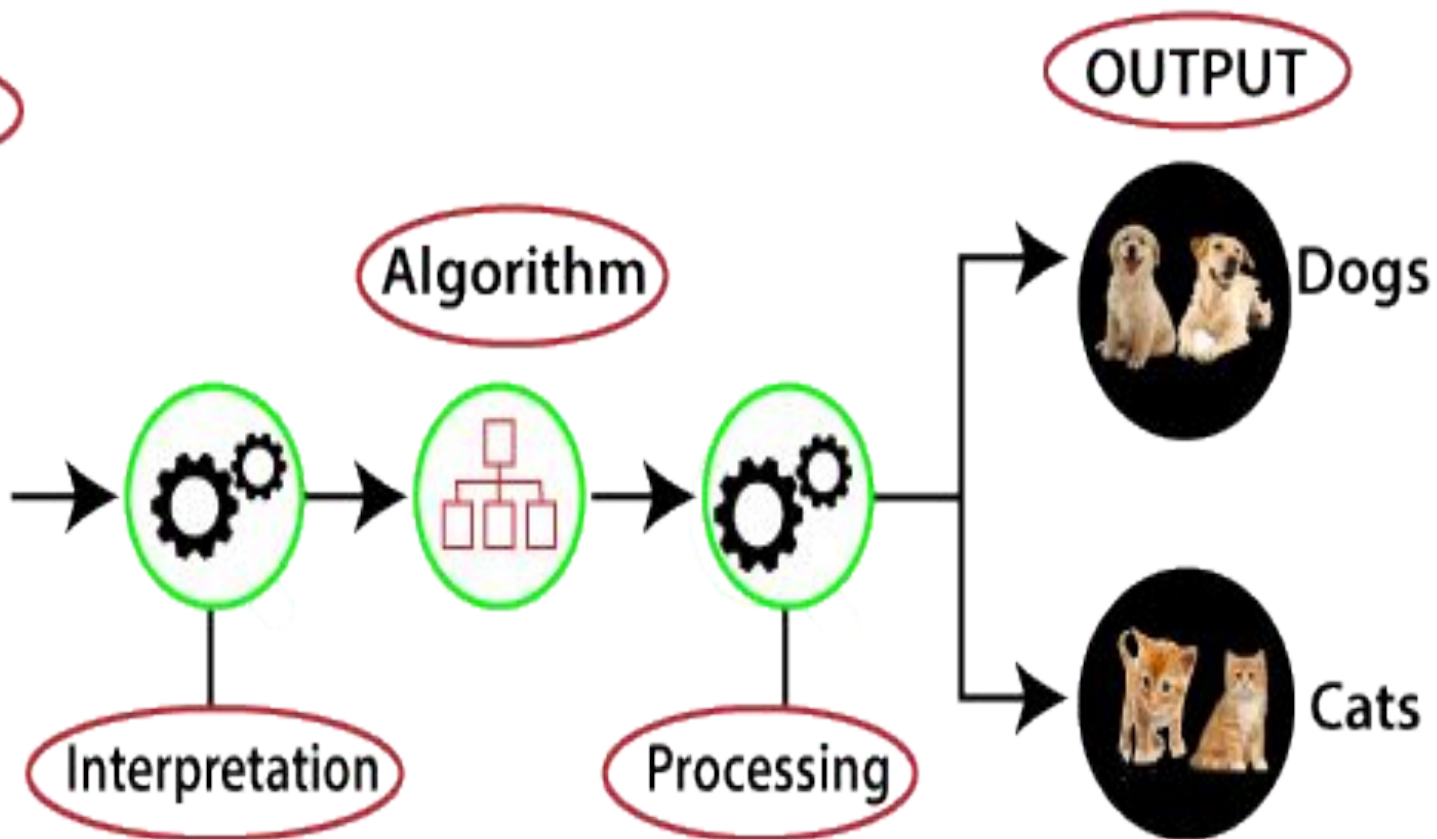 OUTPUT
Algorithm
Dogs
Cats
Interpretation
Processing